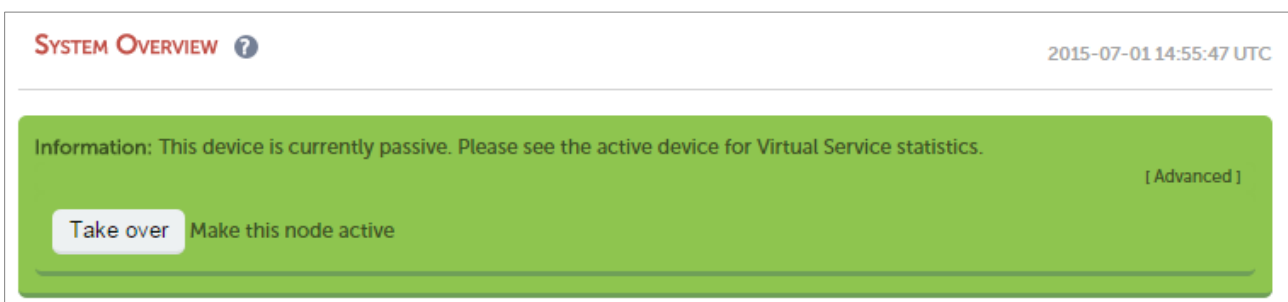 System Overview ?
2015-07-01 14:55:47 UTC
Information: This device is currently passive. Please see the active device for Virtual Service statistics.
[ Advanced ]
Take over Make this node active